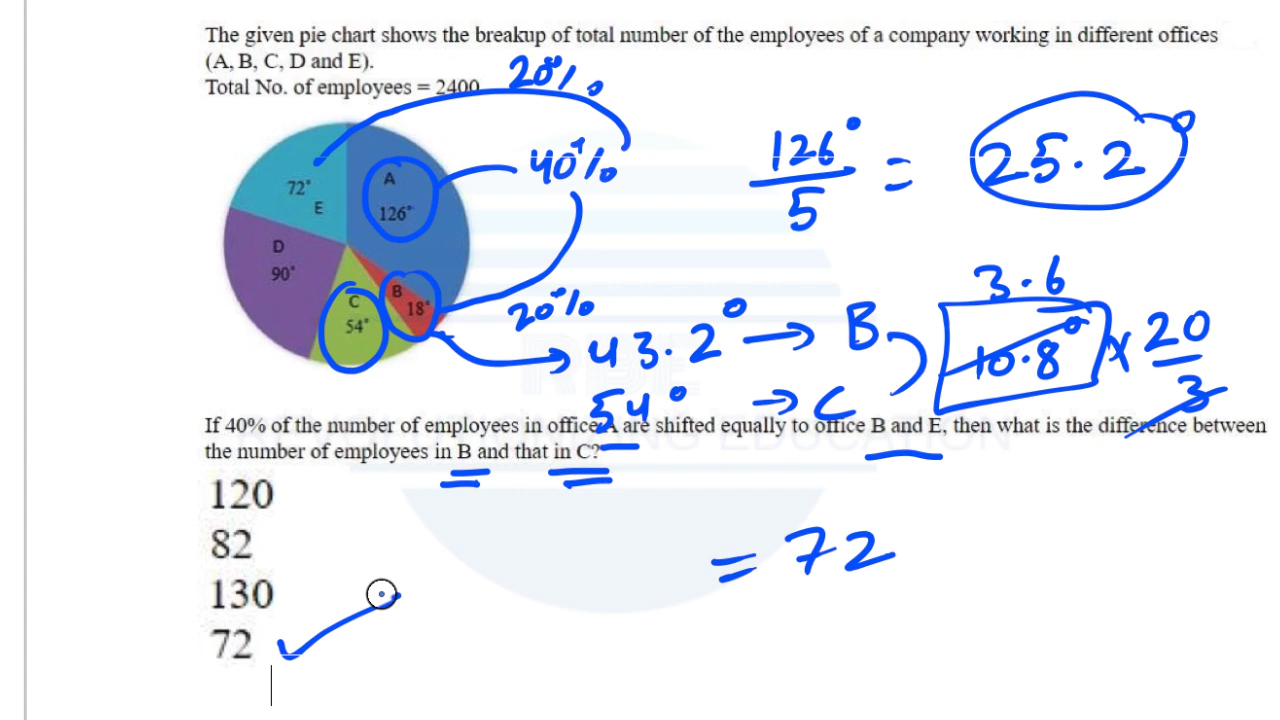 The given pie chart shows the breakup of total number of the employees of a company working in different offices
(A, B, C, D and E).
Total No. of employees = 2400
20%
40%
126°
5
= 25.2°
72°
E
A
126°
D
90°
C
54°
B
18°
20%
43.2° → B
54° → C
3.6
10.8° × 20
3
If 40% of the number of employees in office A are shifted equally to office B and E, then what is the difference between
the number of employees in B and that in C?
120
82
130
72
= 72